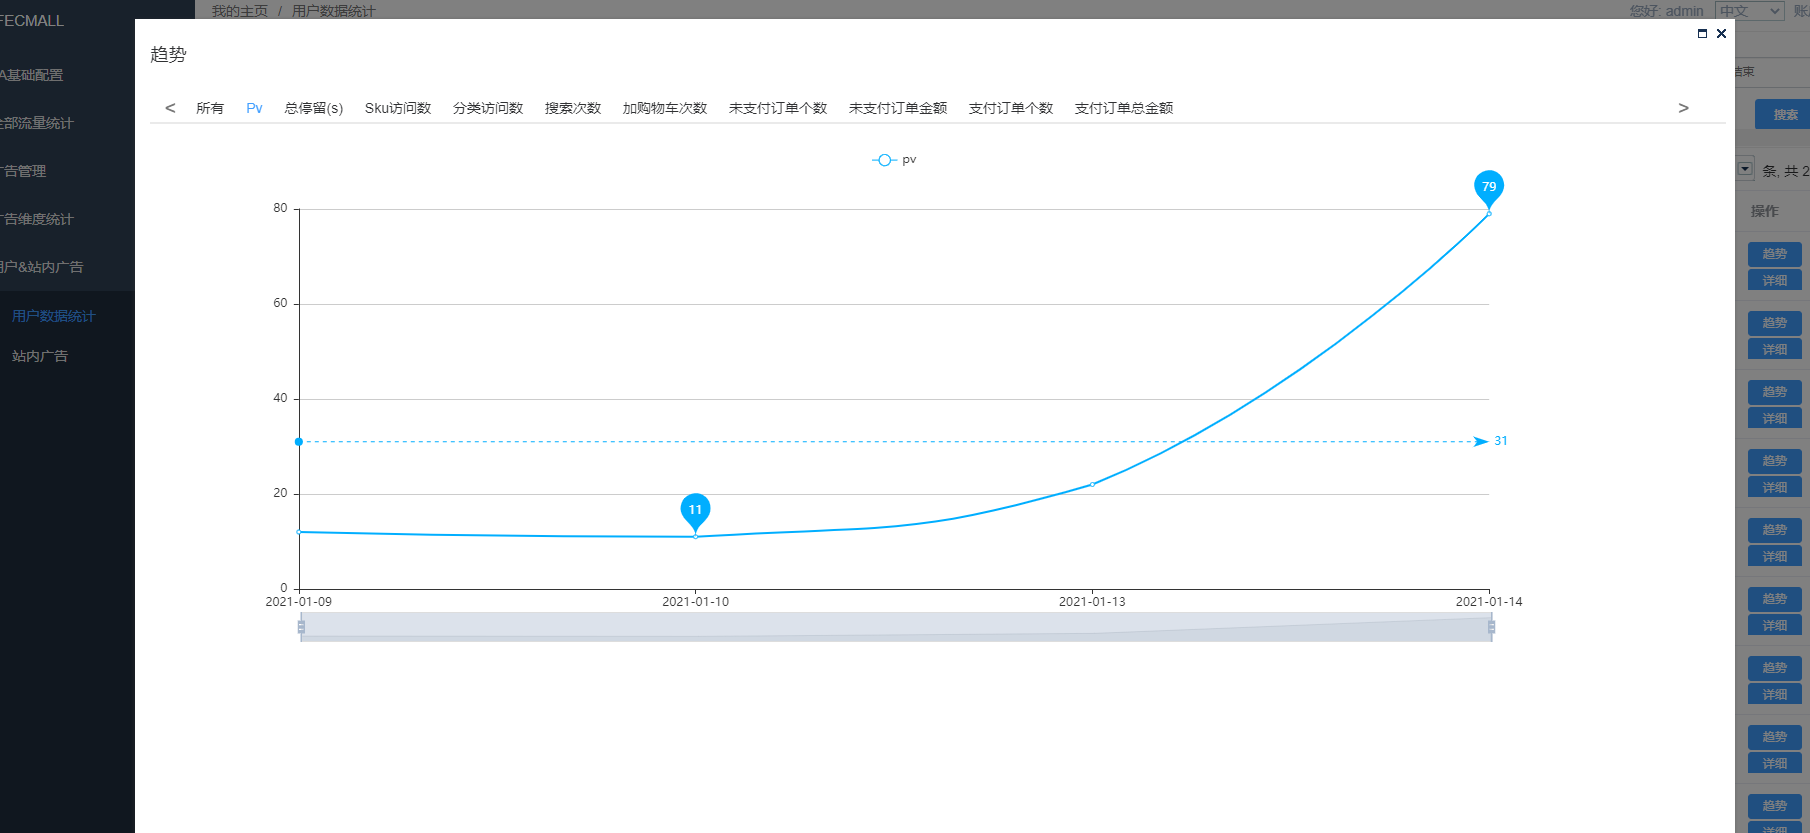 FECMALL
我的主页 / 用户数据统计
您好: admin 中文
A基础配置
全部流量统计
广告管理
广告维度统计
用户&站内广告
用户数据统计
站内广告
趋势
< 所有 Pv 总停留(s) Sku访问数 分类访问数 搜索次数 加购物车次数 未支付订单个数 未支付订单金额 支付订单个数 支付订单总金额 >
pv
80
60
40
20
0
79
31
11
2021-01-09 2021-01-10 2021-01-13 2021-01-14
结束
搜索
条, 共 2
操作
趋势
详细
趋势
详细
趋势
详细
趋势
详细
趋势
详细
趋势
详细
趋势
详细
趋势
详细
趋势
详细